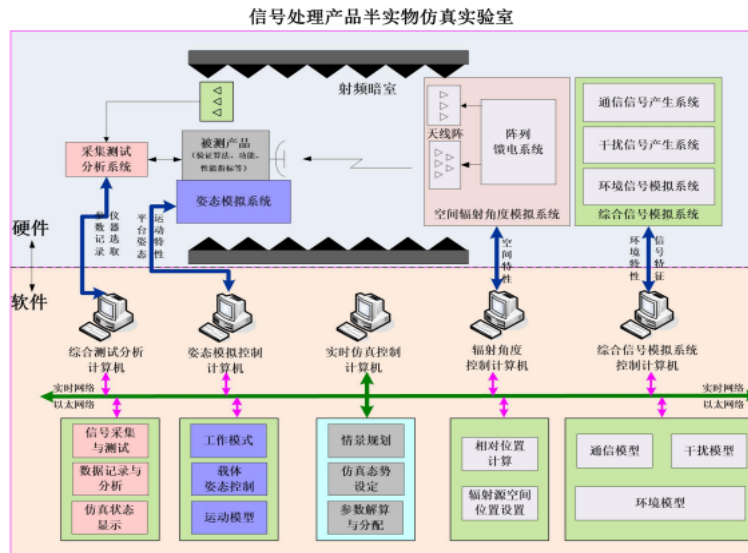 信号处理产品半实物仿真实验室
射频暗室
采集测试
分析系统
被测产品
(验证算法、功能、
性能指标等)
姿态模拟系统
天线阵
阵列
馈电系统
空间辐射角度模拟系统
通信信号产生系统
干扰信号产生系统
环境信号模拟系统
综合信号模拟系统
硬件
软件
参数记录
仪器选取
平台姿态
运动特性
空间特性
环境特性
信号特征
综合测试分析
计算机
姿态模拟控制
计算机
实时仿真控制
计算机
辐射角度
控制计算机
综合信号模拟系统
控制计算机
实时网络
以太网络
实时网络
以太网络
信号采集
与测试
数据记录与
分析
仿真状态
显示
工作模式
载体
姿态控制
运动模型
情景规划
仿真态势
设定
参数解算
与分配
相对位置
计算
辐射源空间
位置设置
通信模型
干扰模型
环境模型